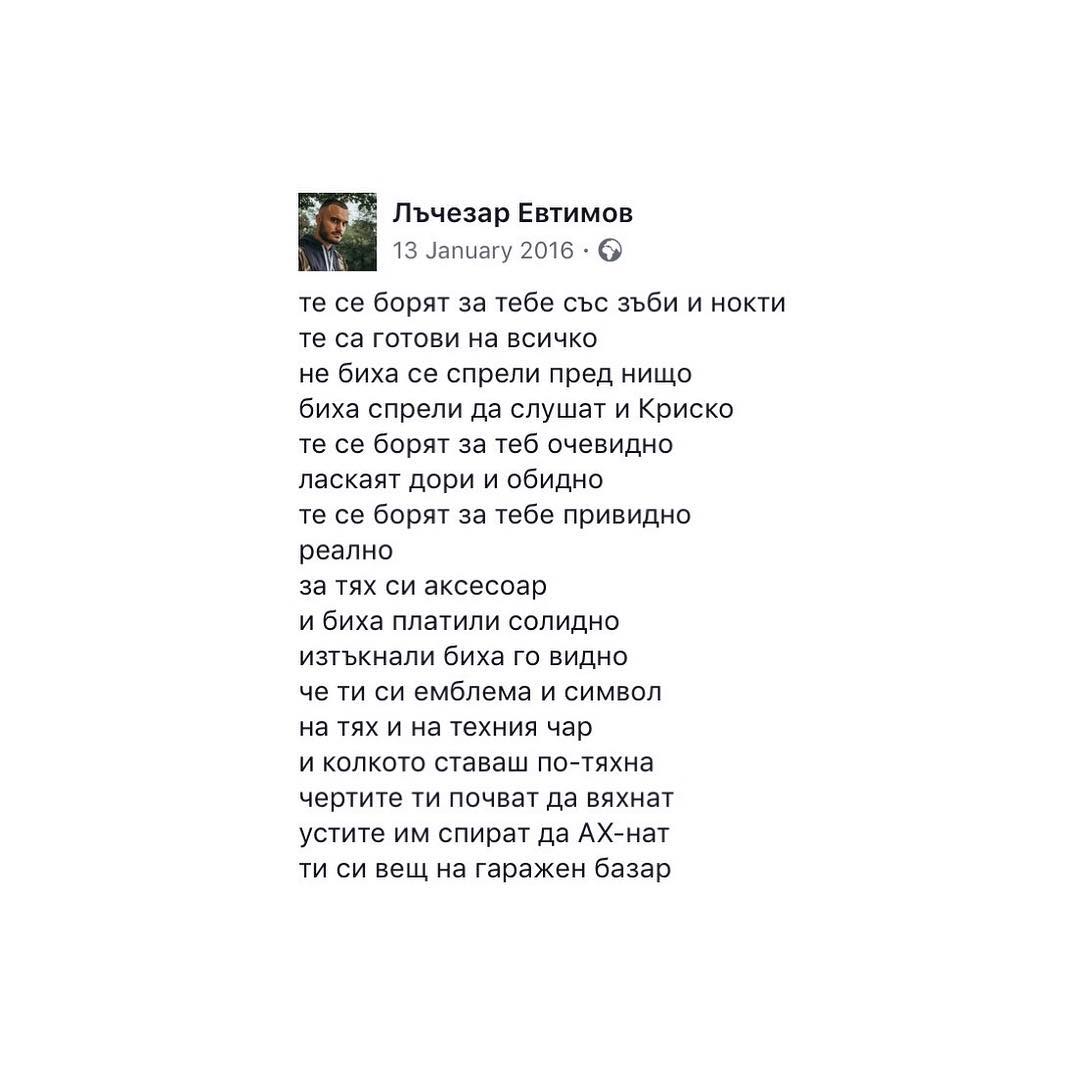 Лъчезар Евтимов
13 January 2016 ·
те се борят за тебе със зъби и нокти
те са готови на всичко
не биха се спрели пред нищо
биха спрели да слушат и Криско
те се борят за теб очевидно
ласкаят дори и обидно
те се борят за тебе привидно
реално
за тях си аксесоар
и биха платили солидно
изтъкнали биха го видно
че ти си емблема и символ
на тях и на техния чар
и колкото ставаш по-тяхна
чертите ти почват да вяхнат
устите им спират да АХ-нат
ти си вещ на гаражен базар